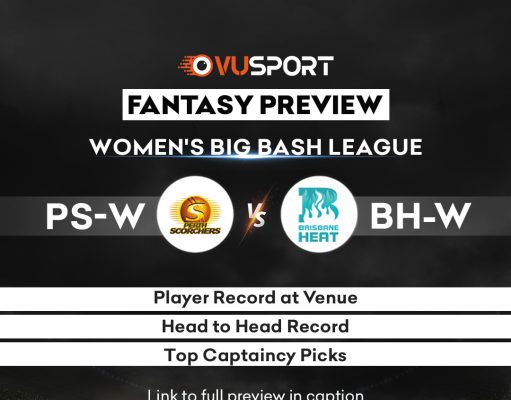 VUSPORT
FANTASY PREVIEW
WOMEN'S BIG BASH LEAGUE
PS-W
S
PERTH
SCORCHERS
VS
BRISBANE
HEAT
BH-W
Player Record at Venue
Head to Head Record
Top Captaincy Picks
Link to full preview in caption